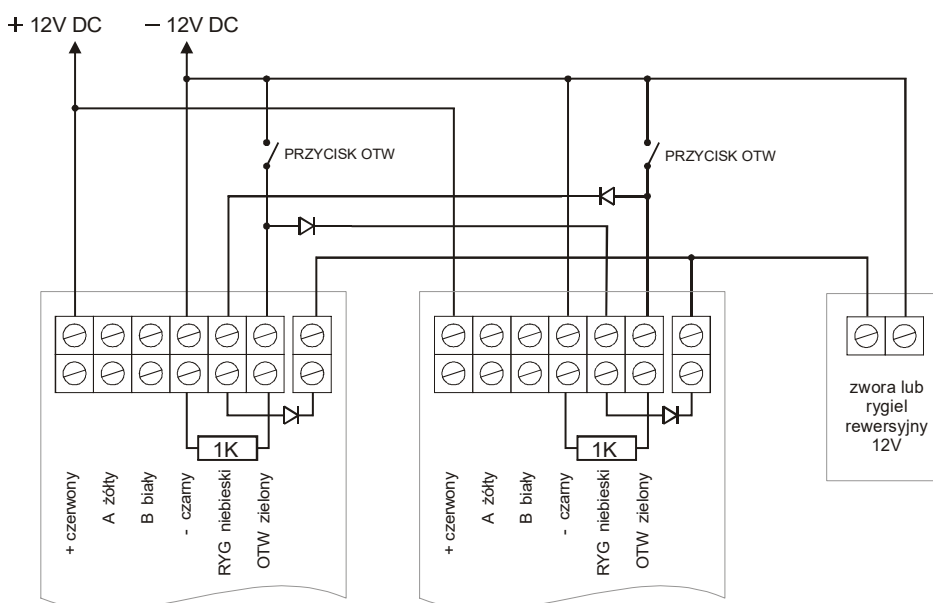 + 12V DC
– 12V DC
PRZYCISK OTW
PRZYCISK OTW
1K
1K
+ czerwony
A żółty
B biały
- czarny
RYG niebieski
OTW zielony
+ czerwony
A żółty
B biały
- czarny
RYG niebieski
OTW zielony
zwora lub
rygiel
rewersyjny
12V